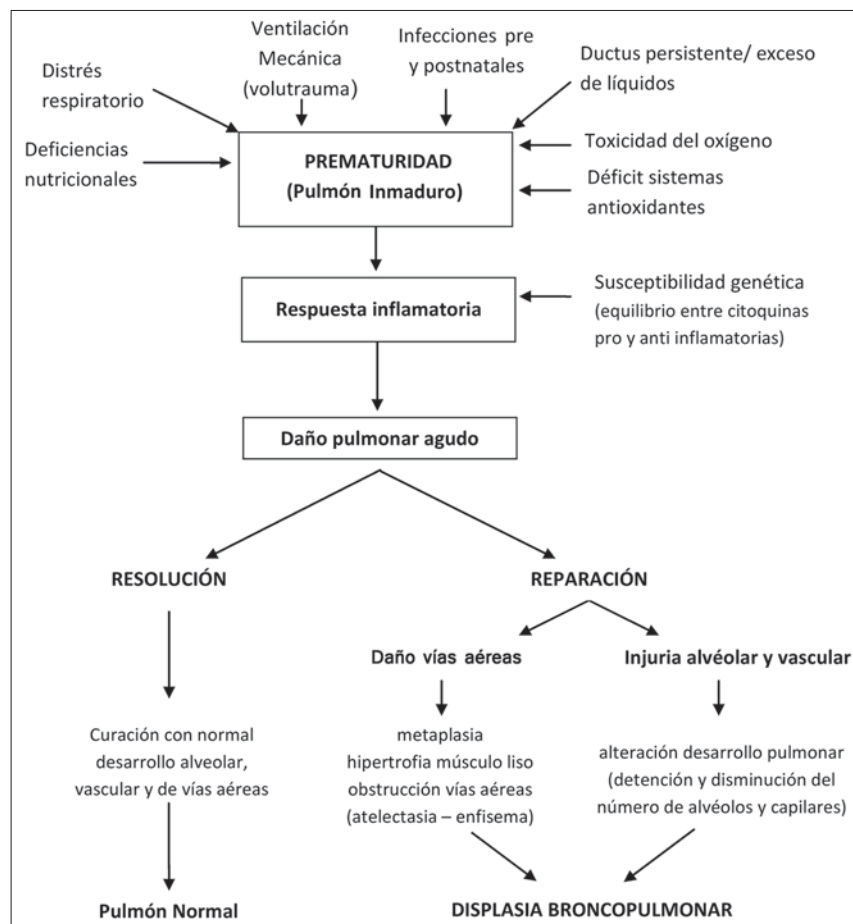 Ventilación
Mecánica
(volutrauma)
Infecciones pre
y postnatales
Ductus persistente/ exceso
de líquidos
Distrés
respiratorio
Deficiencias
nutricionales
PREMATURIDAD
(Pulmón Inmaduro)
Toxicidad del oxígeno
Déficit sistemas
antioxidantes
Respuesta inflamatoria
Susceptibilidad genética
(equilibrio entre citoquinas
pro y anti inflamatorias)
Daño pulmonar agudo
RESOLUCIÓN
REPARACIÓN
Daño vías aéreas
Injuria alvéolar y vascular
Curación con normal
desarrollo alveolar,
vascular y de vías aéreas
metaplasia
hipertrofia músculo liso
obstrucción vías aéreas
(atelectasia – enfisema)
alteración desarrollo pulmonar
(detención y disminución del
número de alvéolos y capilares)
Pulmón Normal
DISPLASIA BRONCOPULMONAR